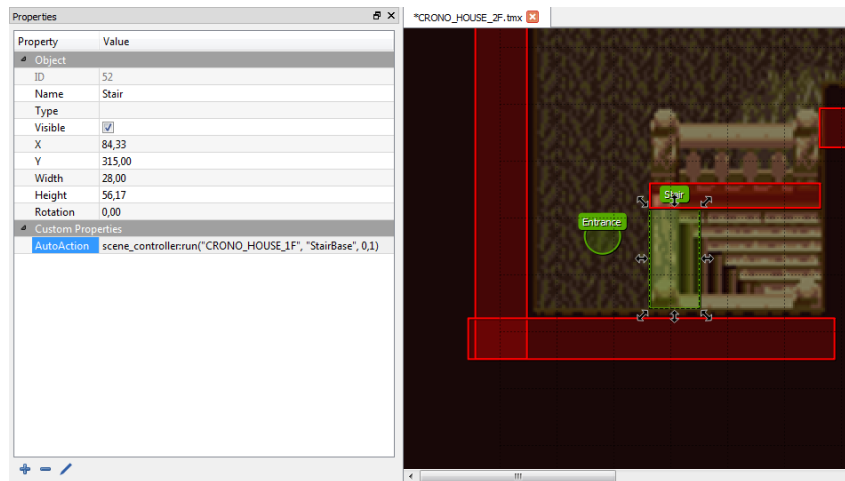 Properties
*CRONO_HOUSE_2F.tmx
Property Value
Object
ID 52
Name Stair
Type
Visible
X 84,33
Y 315,00
Width 28,00
Height 56,17
Rotation 0,00
Custom Properties
AutoAction scene_controller:run("CRONO_HOUSE_1F", "StairBase", 0,1)
Stair
Entrance